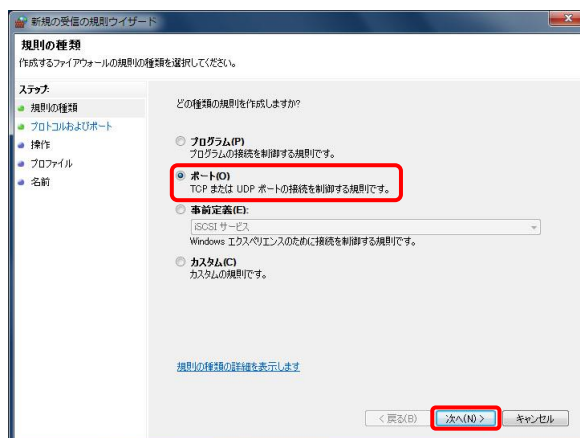 新規の受信の規則ウィザード
規則の種類
作成するファイアウォールの規則の種類を選択してください。
ステップ:
規則の種類
プロトコルおよびポート
操作
プロファイル
名前
どの種類の規則を作成しますか?
プログラム(P)
プログラムの接続を制御する規則です。
ポート(O)
TCP または UDP ポートの接続を制御する規則です。
事前定義(E):
iSCSI サービス
Windows エクスペリエンスのために接続を制御する規則です。
カスタム(C)
カスタムの規則です。
規則の種類の詳細を表示します
< 戻る(B)
次へ(N) >
キャンセル